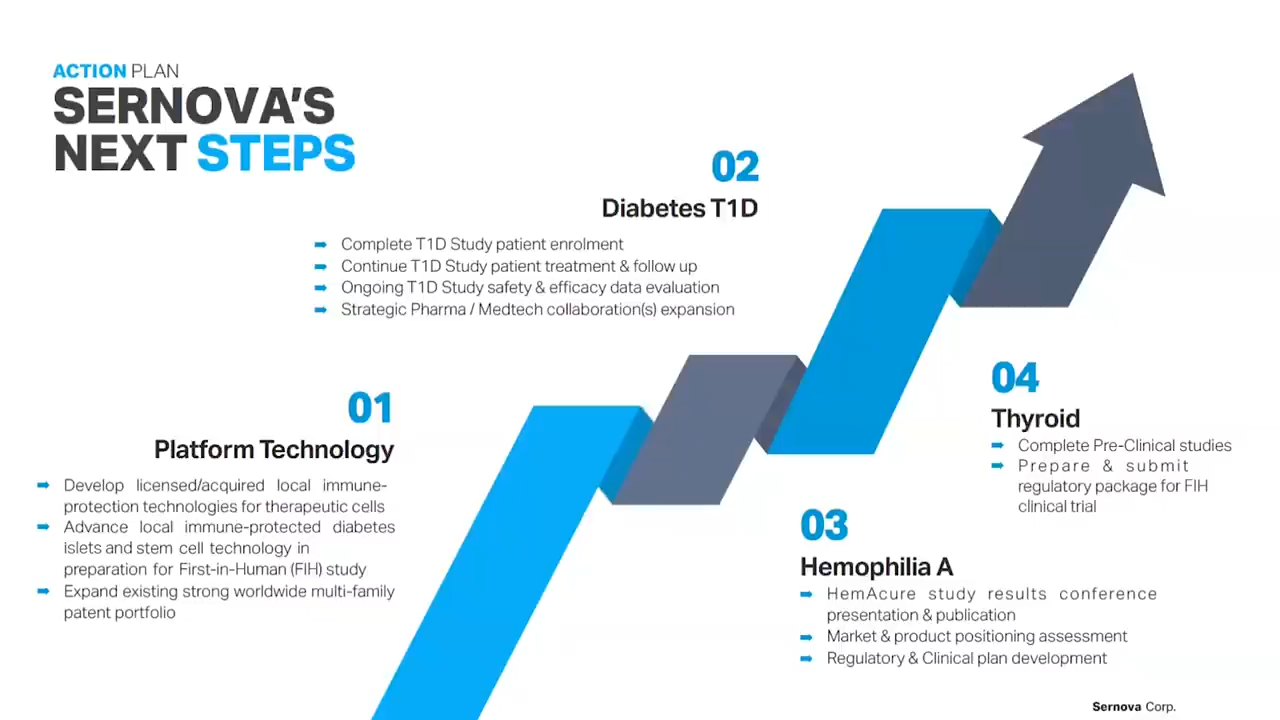 ACTION PLAN
SERNOVA'S
NEXT STEPS
02
Diabetes T1D
➡ Complete T1D Study patient enrolment
➡ Continue T1D Study patient treatment & follow up
➡ Ongoing T1D Study safety & efficacy data evaluation
➡ Strategic Pharma / Medtech collaboration(s) expansion
01
Platform Technology
➡ Develop licensed/acquired local immune-
protection technologies for therapeutic cells
➡ Advance local immune-protected diabetes
islets and stem cell technology in
preparation for First-in-Human (FIH) study
➡ Expand existing strong worldwide multi-family
patent portfolio
04
Thyroid
➡ Complete Pre-Clinical studies
➡ Prepare & submit
regulatory package for FIH
clinical trial
03
Hemophilia A
➡ HemAcure study results conference
presentation & publication
➡ Market & product positioning assessment
➡ Regulatory & Clinical plan development
Sernova Corp.